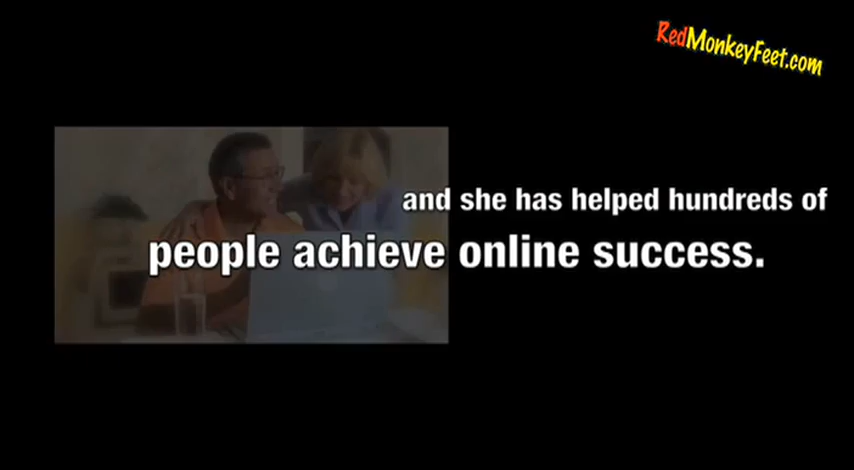 RedMonkeyFeet.com
and she has helped hundreds of
people achieve online success.